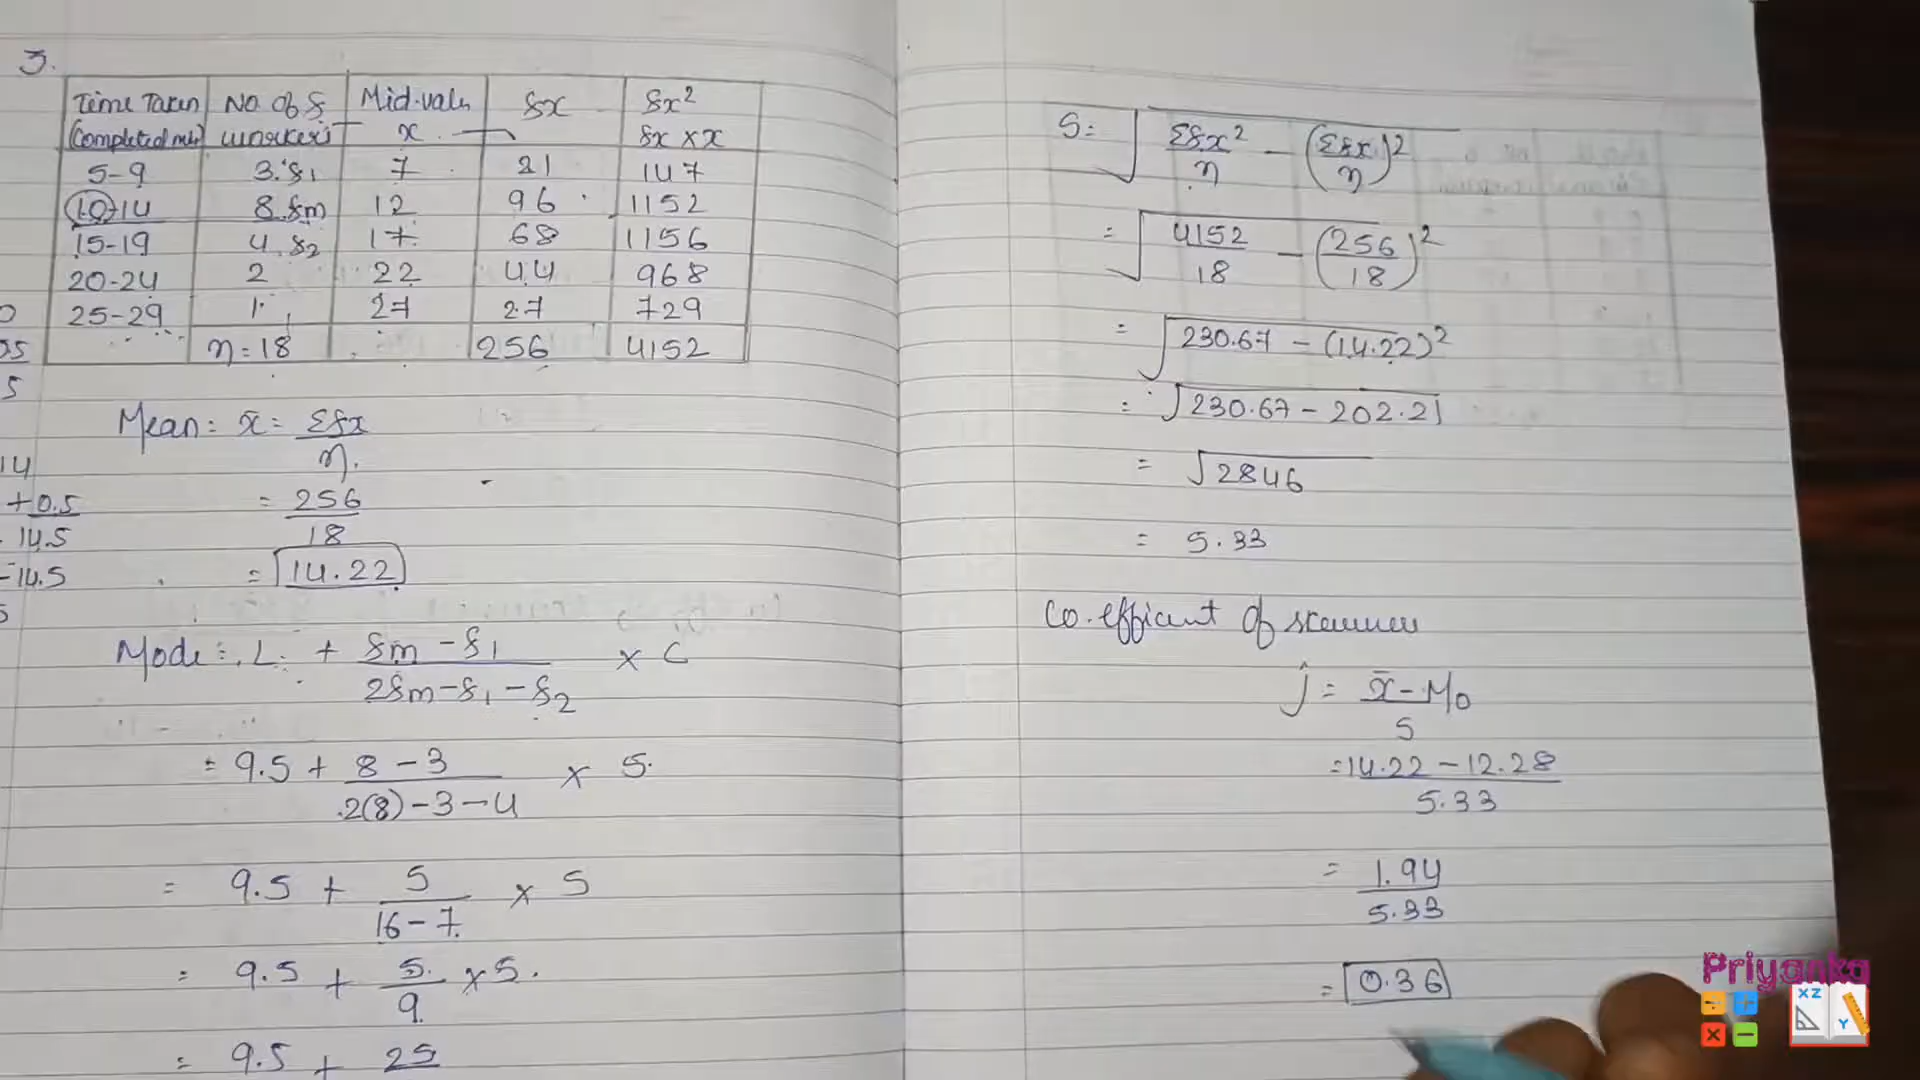 3.
Time Taken No. of f Mid. valu fx fx²
(Completed min) workers x fx × x
5-9 3. f₁ 7 21 147
10-14 8. fm 12 96 1152
15-19 4. f₂ 17 68 1156
20-24 2 22 44 968
25-29 1 27 27 729
n = 18 256 4152
Mean = x̄ = Σfx
n
= 256
18
= 14.22
Mode = L + fm - f₁ × C
2fm - f₁ - f₂
= 9.5 + 8 - 3 × 5
2(8) - 3 - 4
= 9.5 + 5 × 5
16 - 7
= 9.5 + 5 × 5
9
= 9.5 + 25
14
+0.5
14.5
-14.5
5
S = √ Σfx² - (Σfx)²
n n
= √ 4152 - (256)²
18 18
= √230.67 - (14.22)²
= √230.67 - 202.21
= √2846
= 5.33
Co.efficient of
j = x̄ - Mo
S
= 14.22 - 12.28
5.33
= 1.94
5.33
= 0.36
Priyanka
XZ
Y